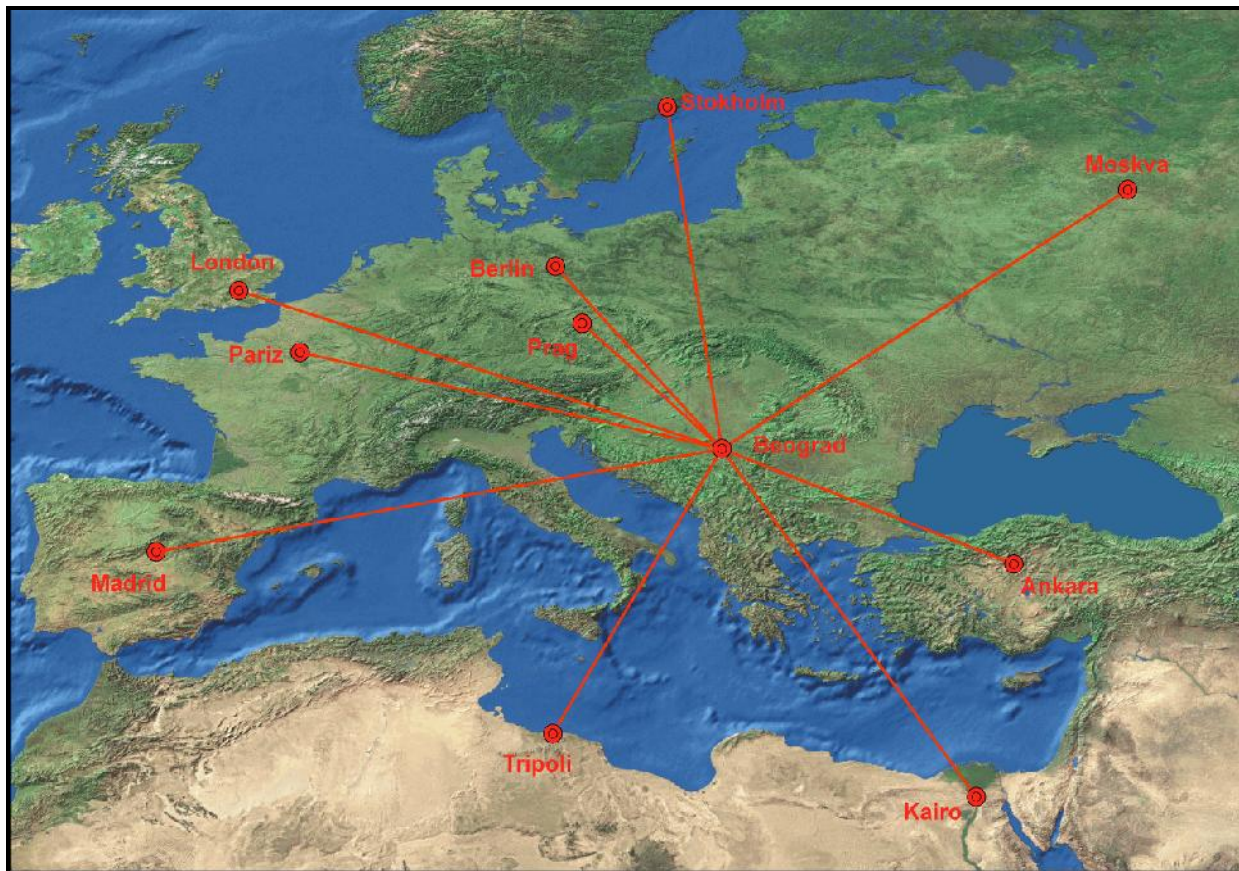 Stokholm
Moskva
London
Berlin
Prag
Pariz
Beograd
Madrid
Ankara
Tripoli
Kairo